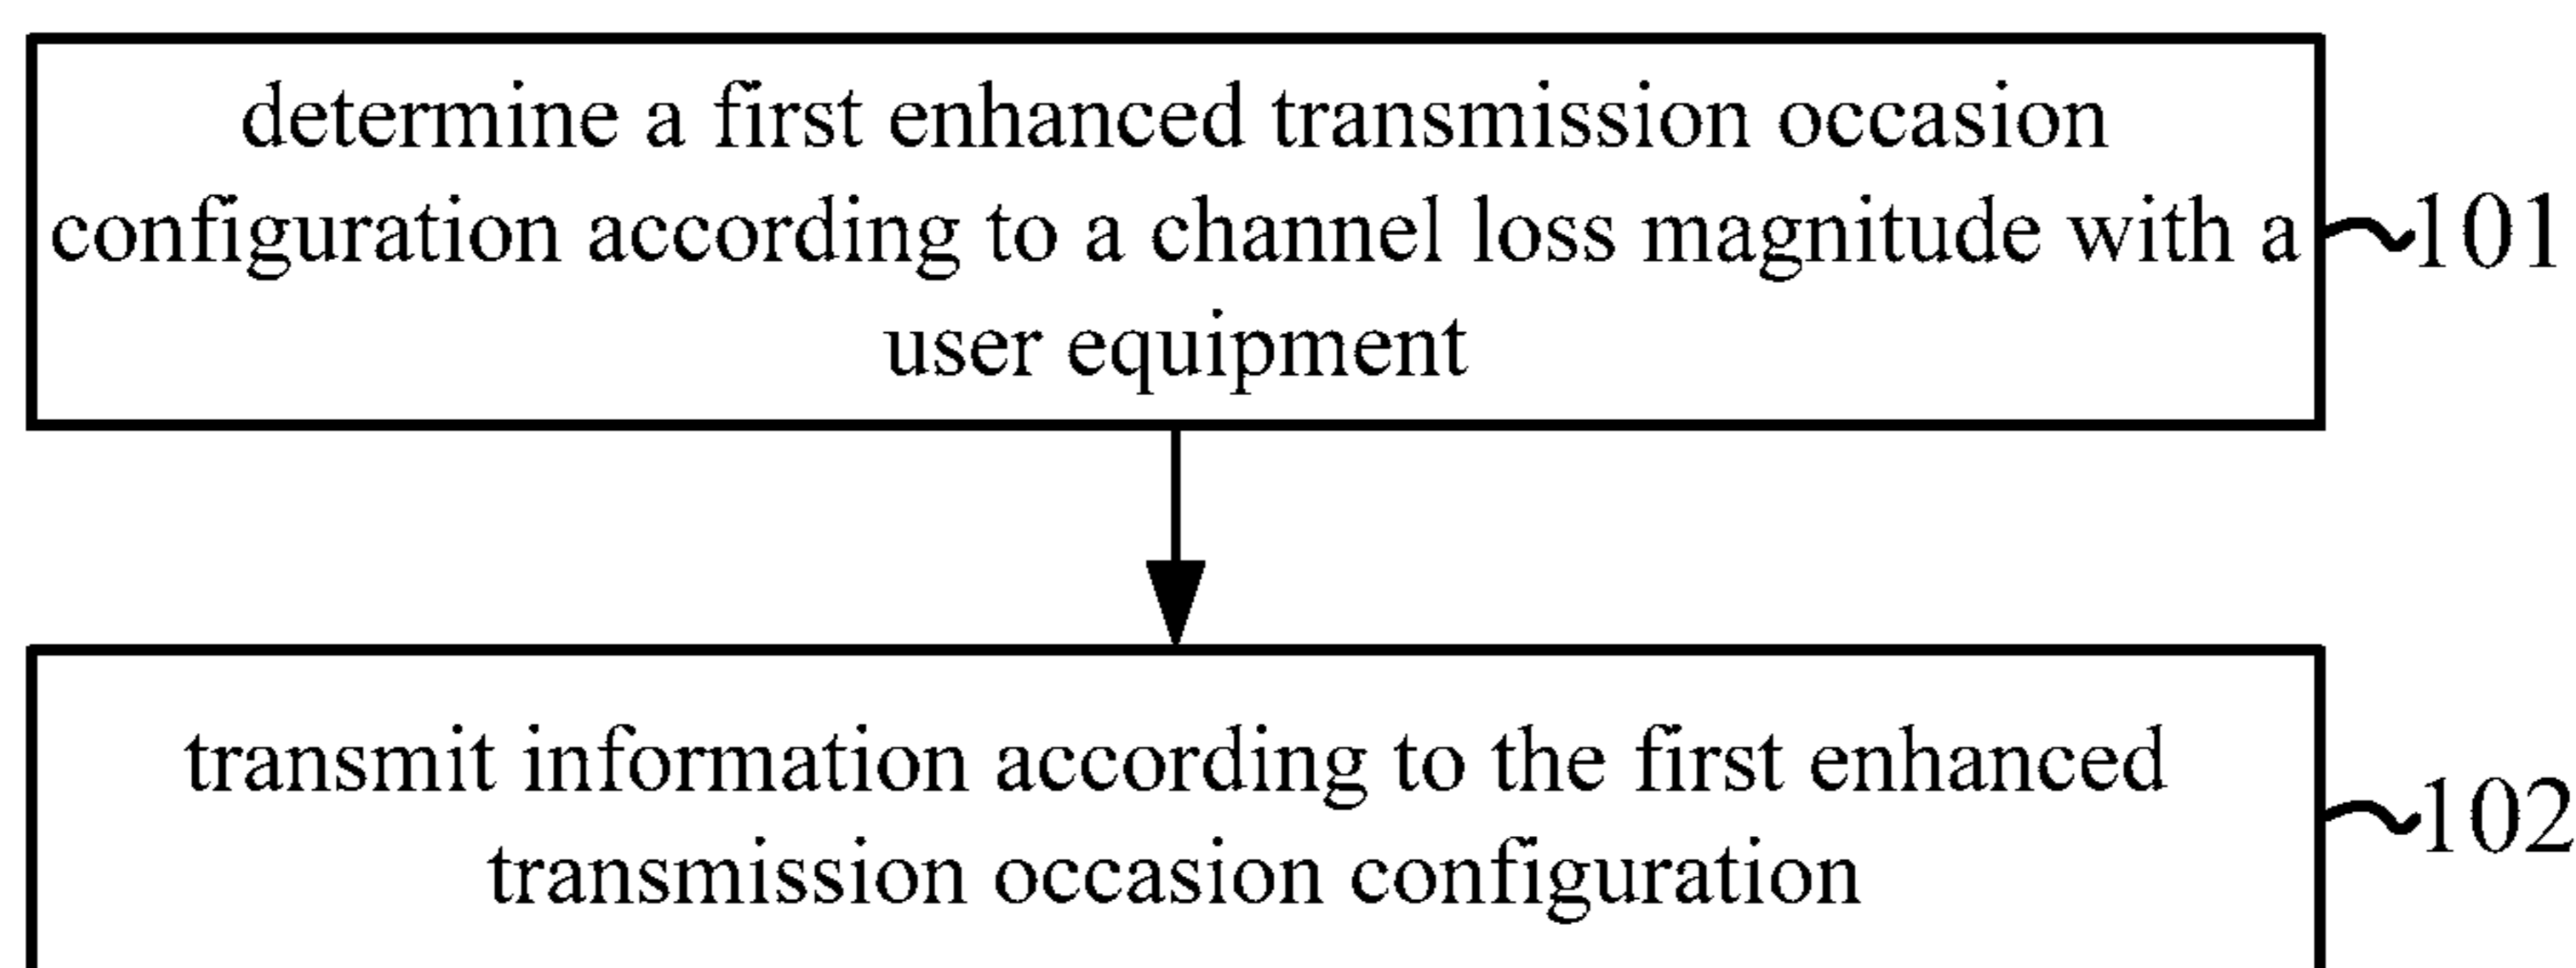 determine a first enhanced transmission occasion
configuration according to a channel loss magnitude with a
user equipment
101
transmit information according to the first enhanced
transmission occasion configuration
102